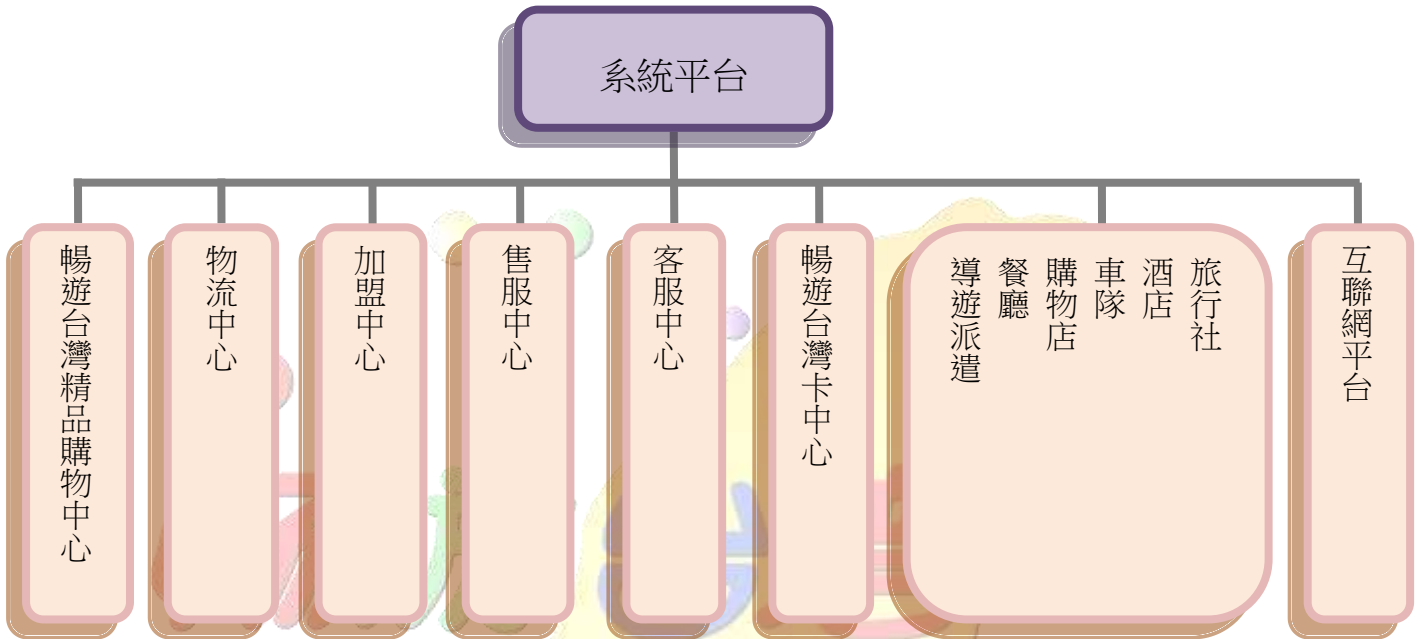 系統平台
暢遊台灣精品購物中心
物流中心
加盟中心
售服中心
客服中心
暢遊台灣卡中心
旅行社
酒店
車隊
購物店
餐廳
導遊派遣
互聯網平台